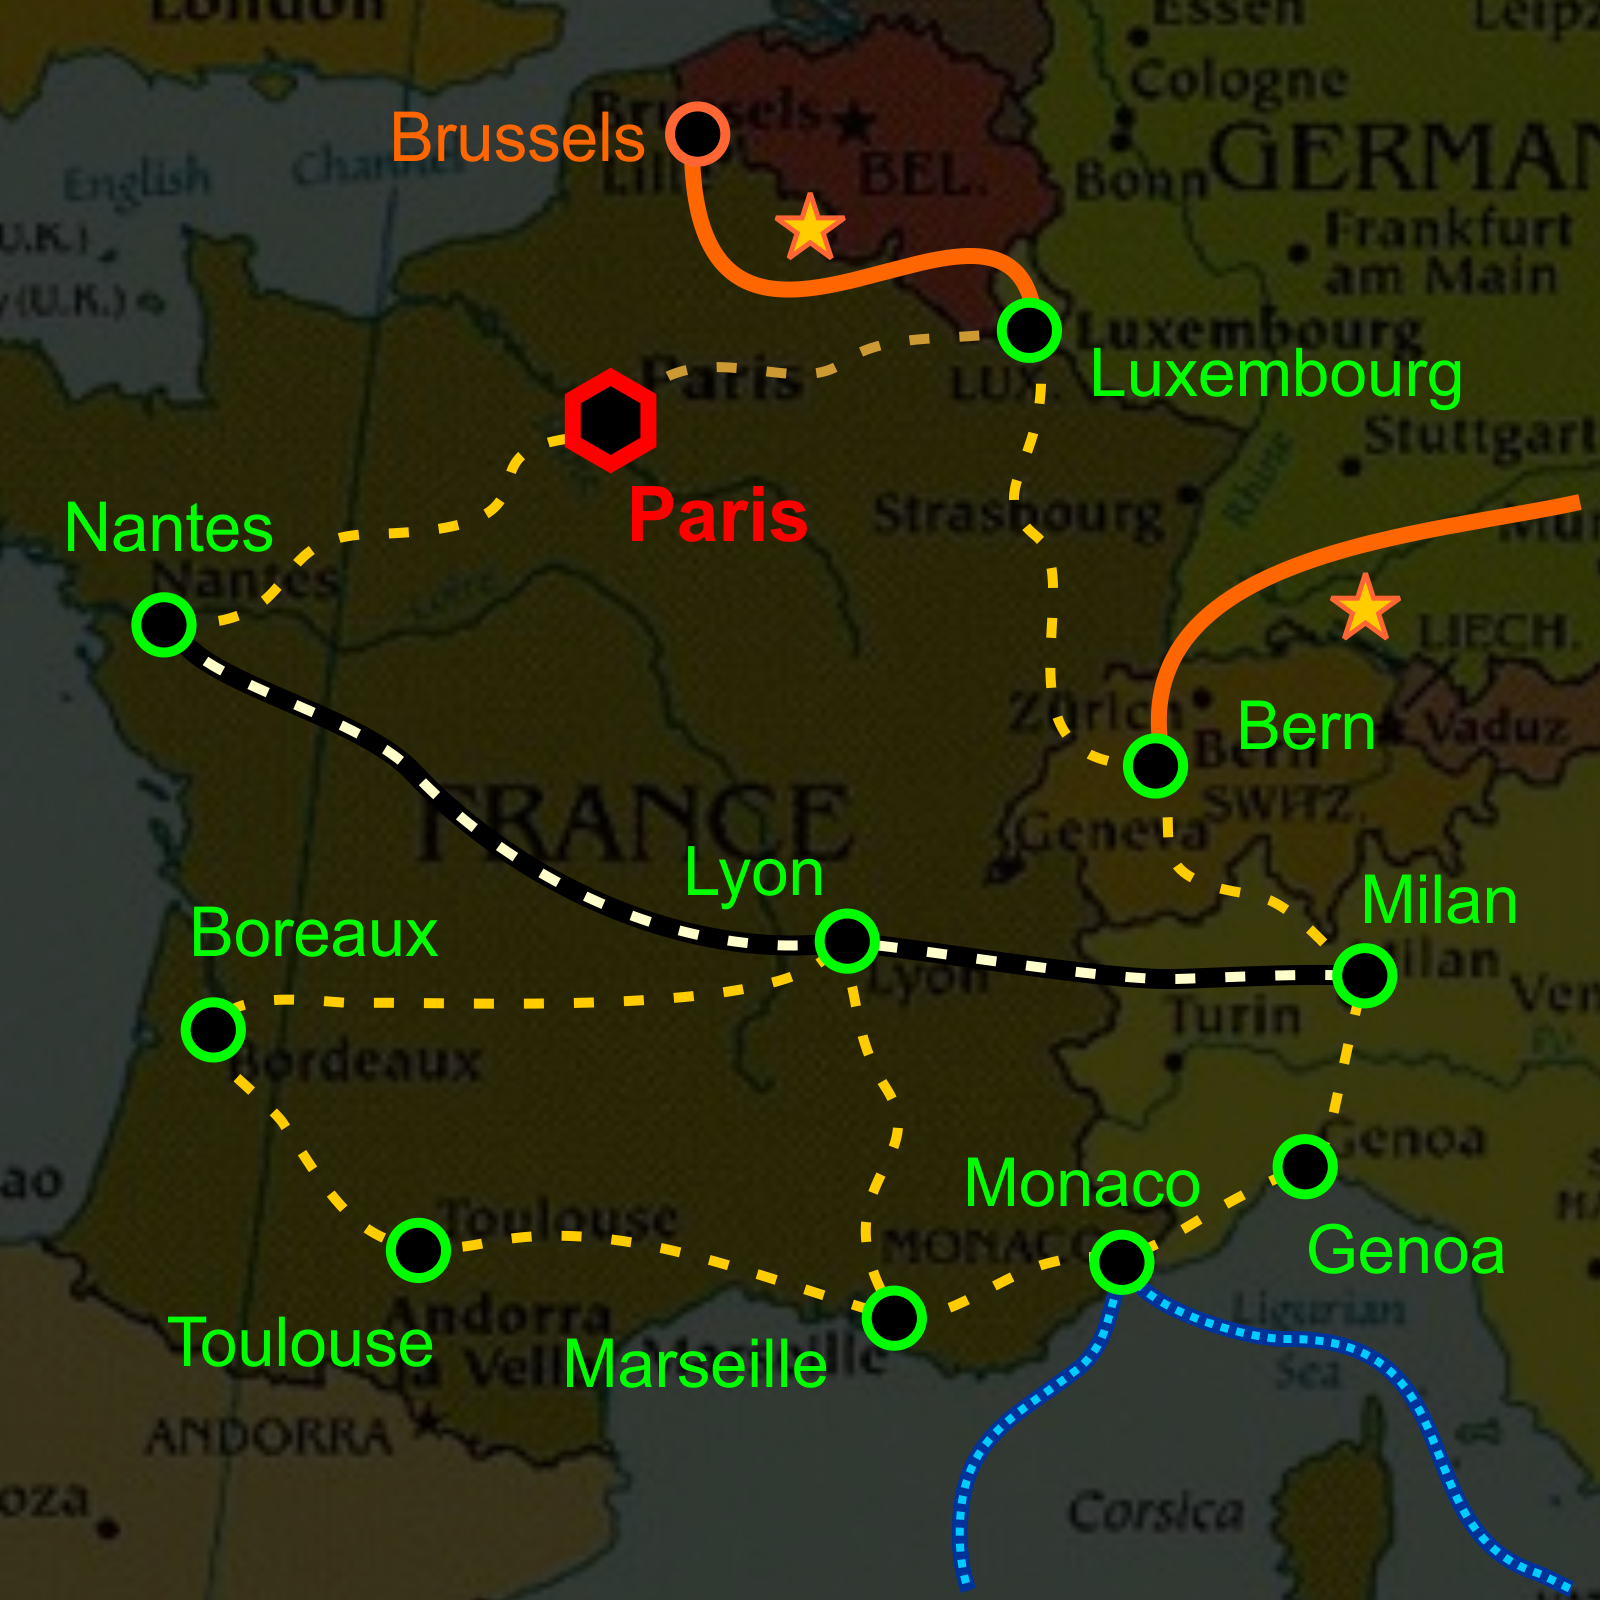 London
Essen
Leipz
Cologne
Brussels
Brussels
Lille
BEL.
Bonn
GERMAN
English
Channel
U.K.)
y (U.K.)
Frankfurt
am Main
Luxembourg
LUX.
Luxembourg
Paris
Paris
Stuttgart
Rhine
Strasbourg
Mun
Nantes
Nantes
Loire
LIECH.
Zürich
Bern
Bern
Vaduz
SWITZ.
Geneva
FRANCE
Lyon
Lyon
Milan
Milan
Boreaux
Bordeaux
Turin
Ven
Po
Genoa
Genoa
Monaco
MONACO
ao
Toulouse
Toulouse
Andorra
la Vella
Marseille
Marseille
Ligurian
Sea
ANDORRA
oza
Corsica